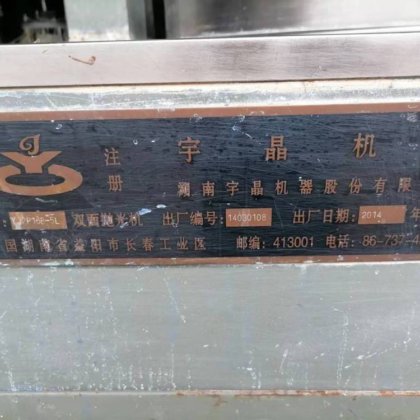 注册 宇晶机
湖南宇晶机器股份有限
双面抛光机 出厂编号: 14030108 出厂日期: 2014
国湖南省益阳市长春工业区 邮编: 413001 电话: 86-737-